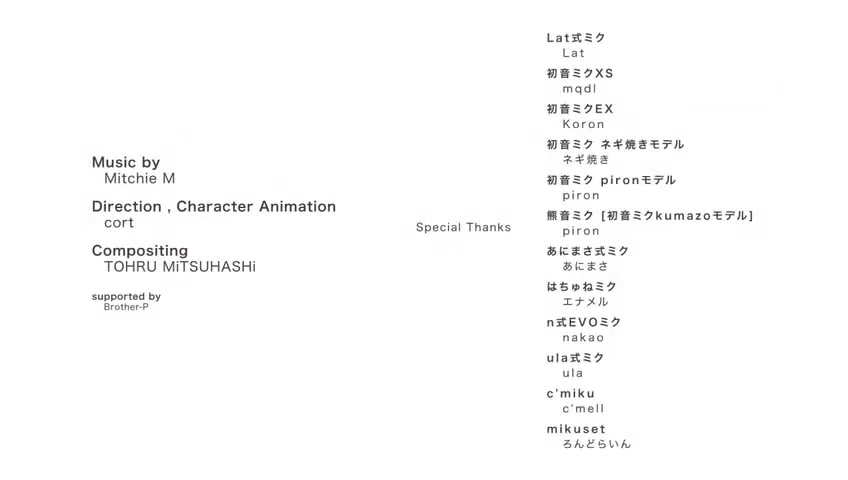 Music by
Mitchie M
Direction , Character Animation
cort
Compositing
TOHRU MiTSUHASHi
supported by
Brother-P
Special Thanks
Lat式ミク
Lat
初音ミクXS
mqdl
初音ミクEX
Koron
初音ミク ネギ焼きモデル
ネギ焼き
初音ミク pironモデル
piron
熊音ミク [初音ミクkumazoモデル]
piron
あにまさ式ミク
あにまさ
はちゅねミク
エナメル
n式EVOミク
nakao
ula式ミク
ula
c'miku
c'mell
mikuset
ろんどらいん